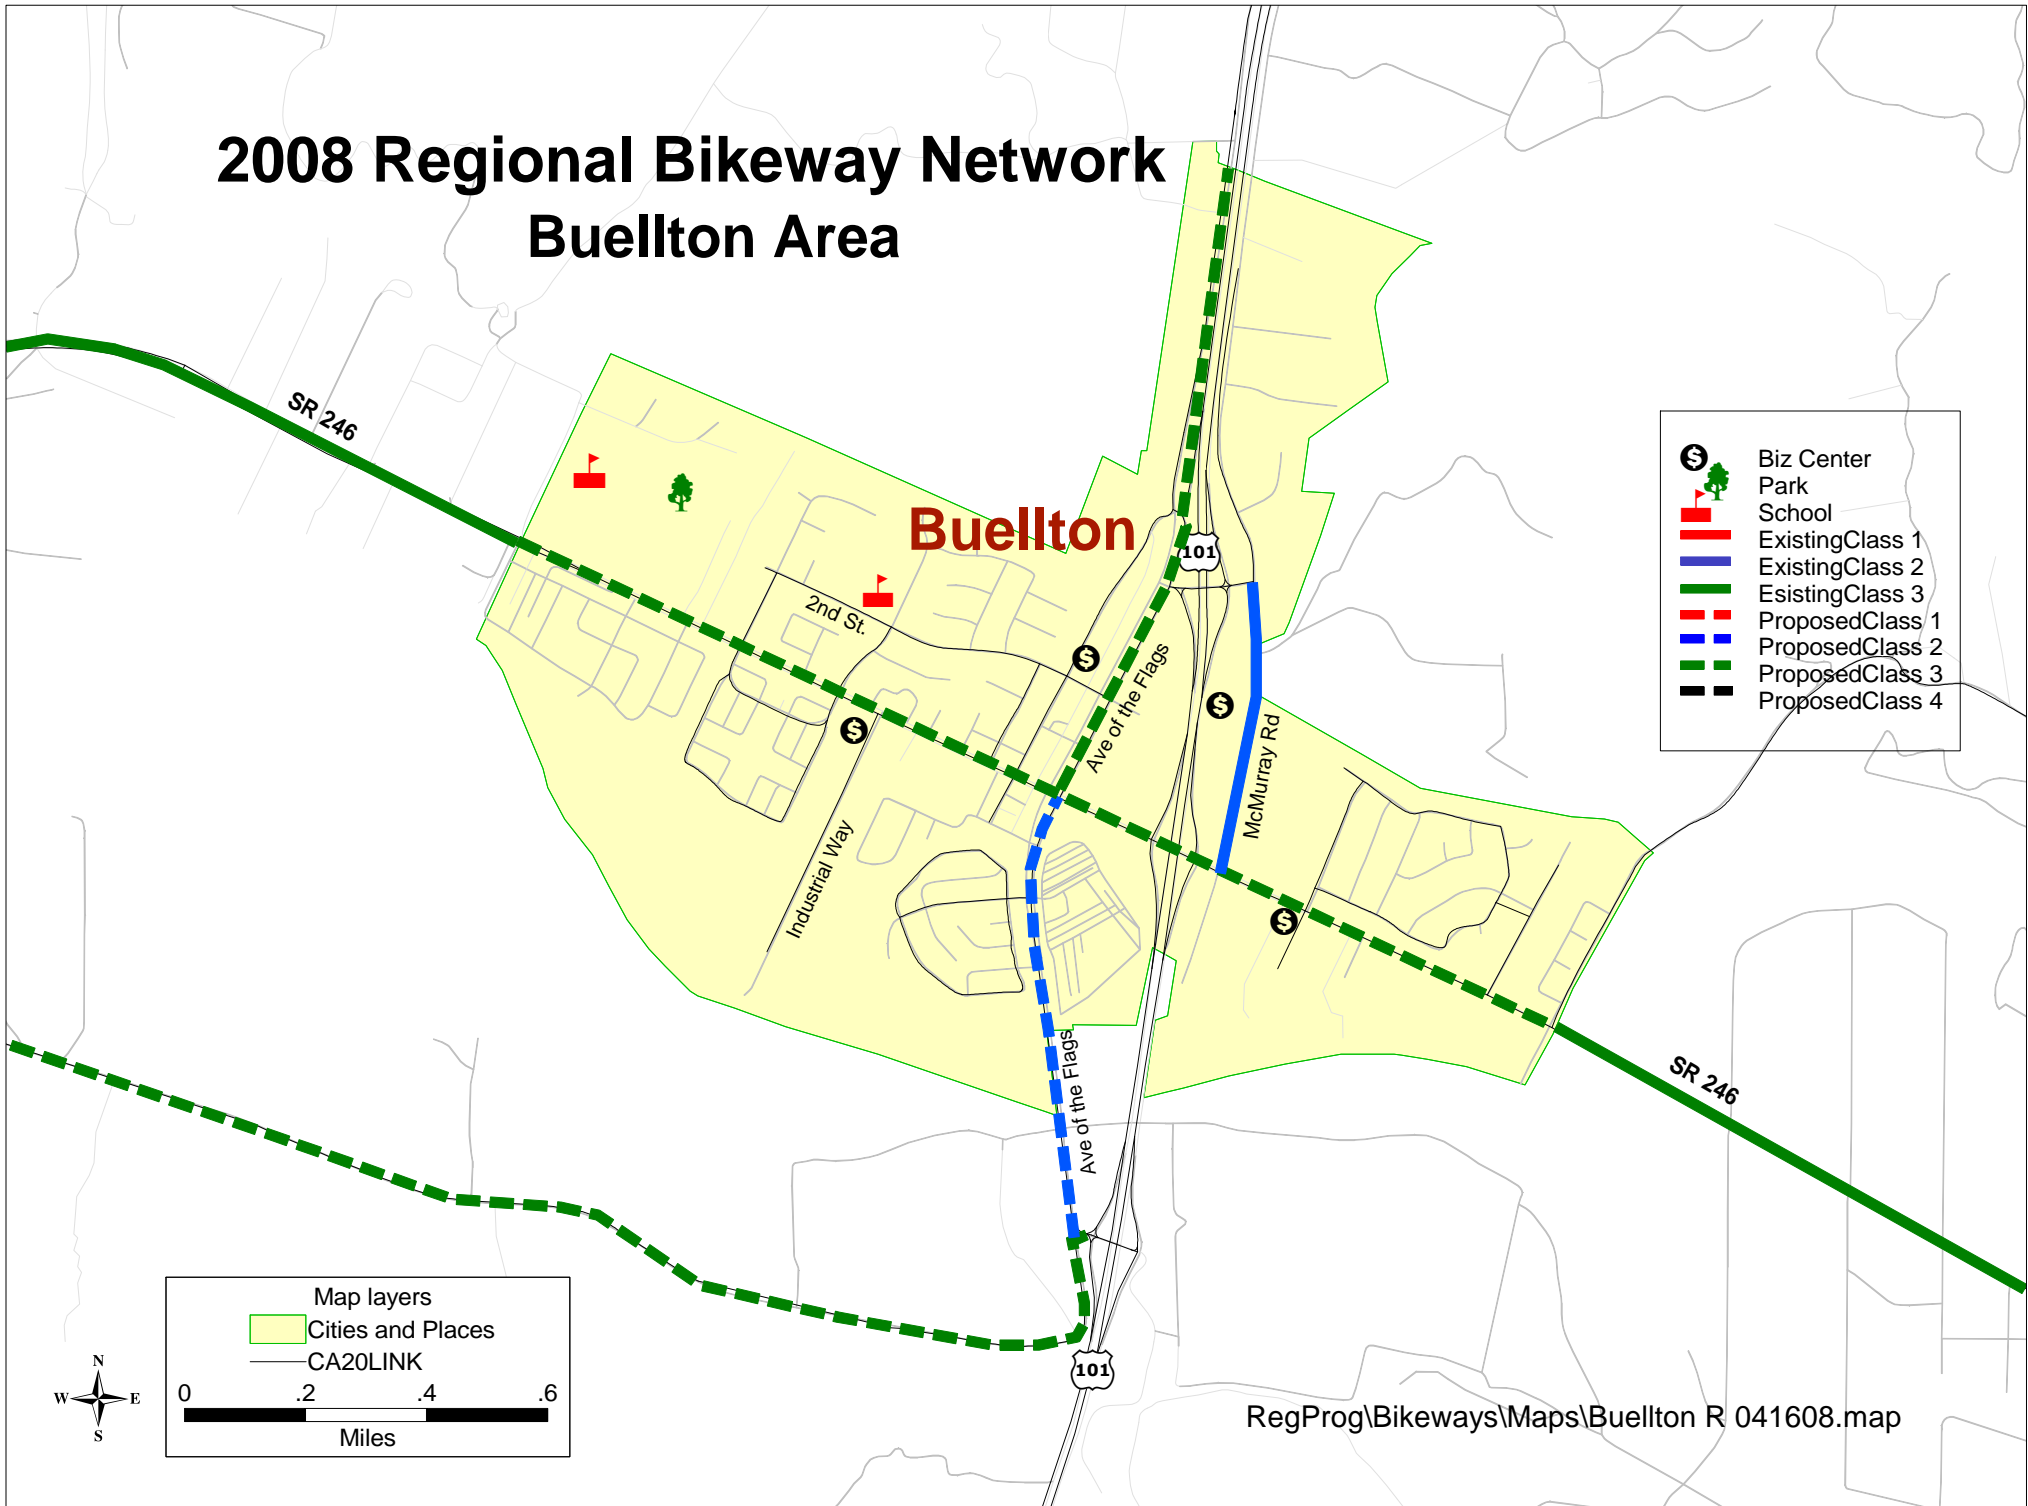 2008 Regional Bikeway Network
Buellton Area
SR 246
Buellton
101
2nd St.
Ave of the Flags
McMurray Rd
Industrial Way
Ave of the Flags
SR 246
101
$ Biz Center
Park
School
ExistingClass 1
ExistingClass 2
EsistingClass 3
ProposedClass 1
ProposedClass 2
ProposedClass 3
ProposedClass 4
$
$
$
$
Map layers
Cities and Places
CA20LINK
0 .2 .4 .6
Miles
N
W E
S
RegProg\Bikeways\Maps\Buellton R 041608.map